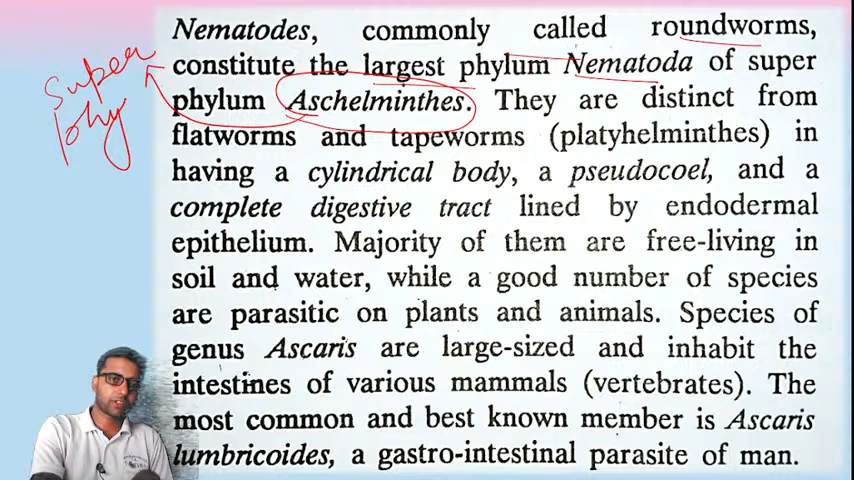 Super
phy
Nematodes, commonly called roundworms,
constitute the largest phylum Nematoda of super
phylum Aschelminthes. They are distinct from
flatworms and tapeworms (platyhelminthes) in
having a cylindrical body, a pseudocoel, and a
complete digestive tract lined by endodermal
epithelium. Majority of them are free-living in
soil and water, while a good number of species
are parasitic on plants and animals. Species of
genus Ascaris are large-sized and inhabit the
intestines of various mammals (vertebrates). The
most common and best known member is Ascaris
lumbricoides, a gastro-intestinal parasite of man.